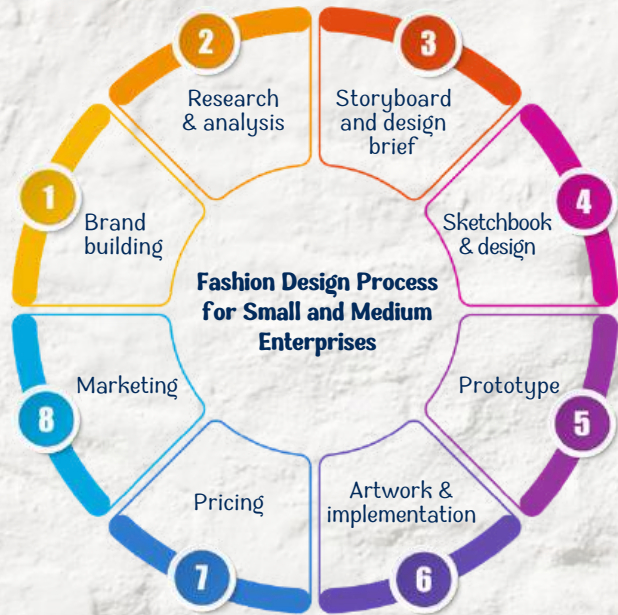 Fashion Design Process
for Small and Medium
Enterprises
1
Brand
building
2
Research
& analysis
3
Storyboard
and design
brief
4
Sketchbook
& design
5
Prototype
6
Artwork &
implementation
7
Pricing
8
Marketing